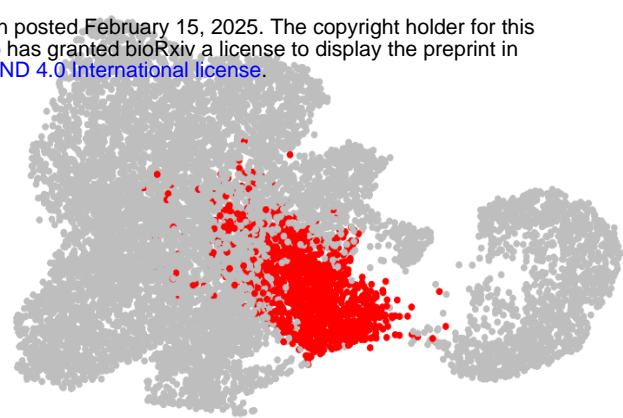 n posted February 15, 2025. The copyright holder for this
has granted bioRxiv a license to display the preprint in
ND 4.0 International license.